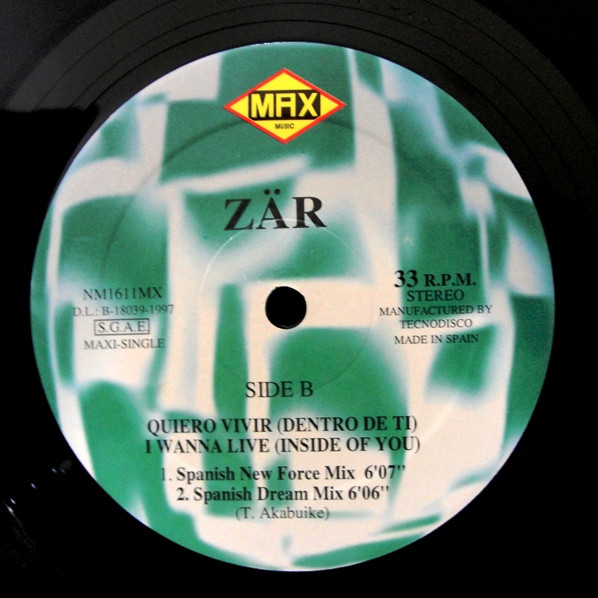 MAX
MUSIC
ZÄR
NM1611MX
D.L.: B-18039-1997
S.G.A.E
MAXI-SINGLE
33 R.P.M.
STEREO
MANUFACTURED BY
TECNODISCO
MADE IN SPAIN
SIDE B
QUIERO VIVIR (DENTRO DE TI)
I WANNA LIVE (INSIDE OF YOU)
1. Spanish New Force Mix 6'07''
2. Spanish Dream Mix 6'06''
(T. Akabuike)